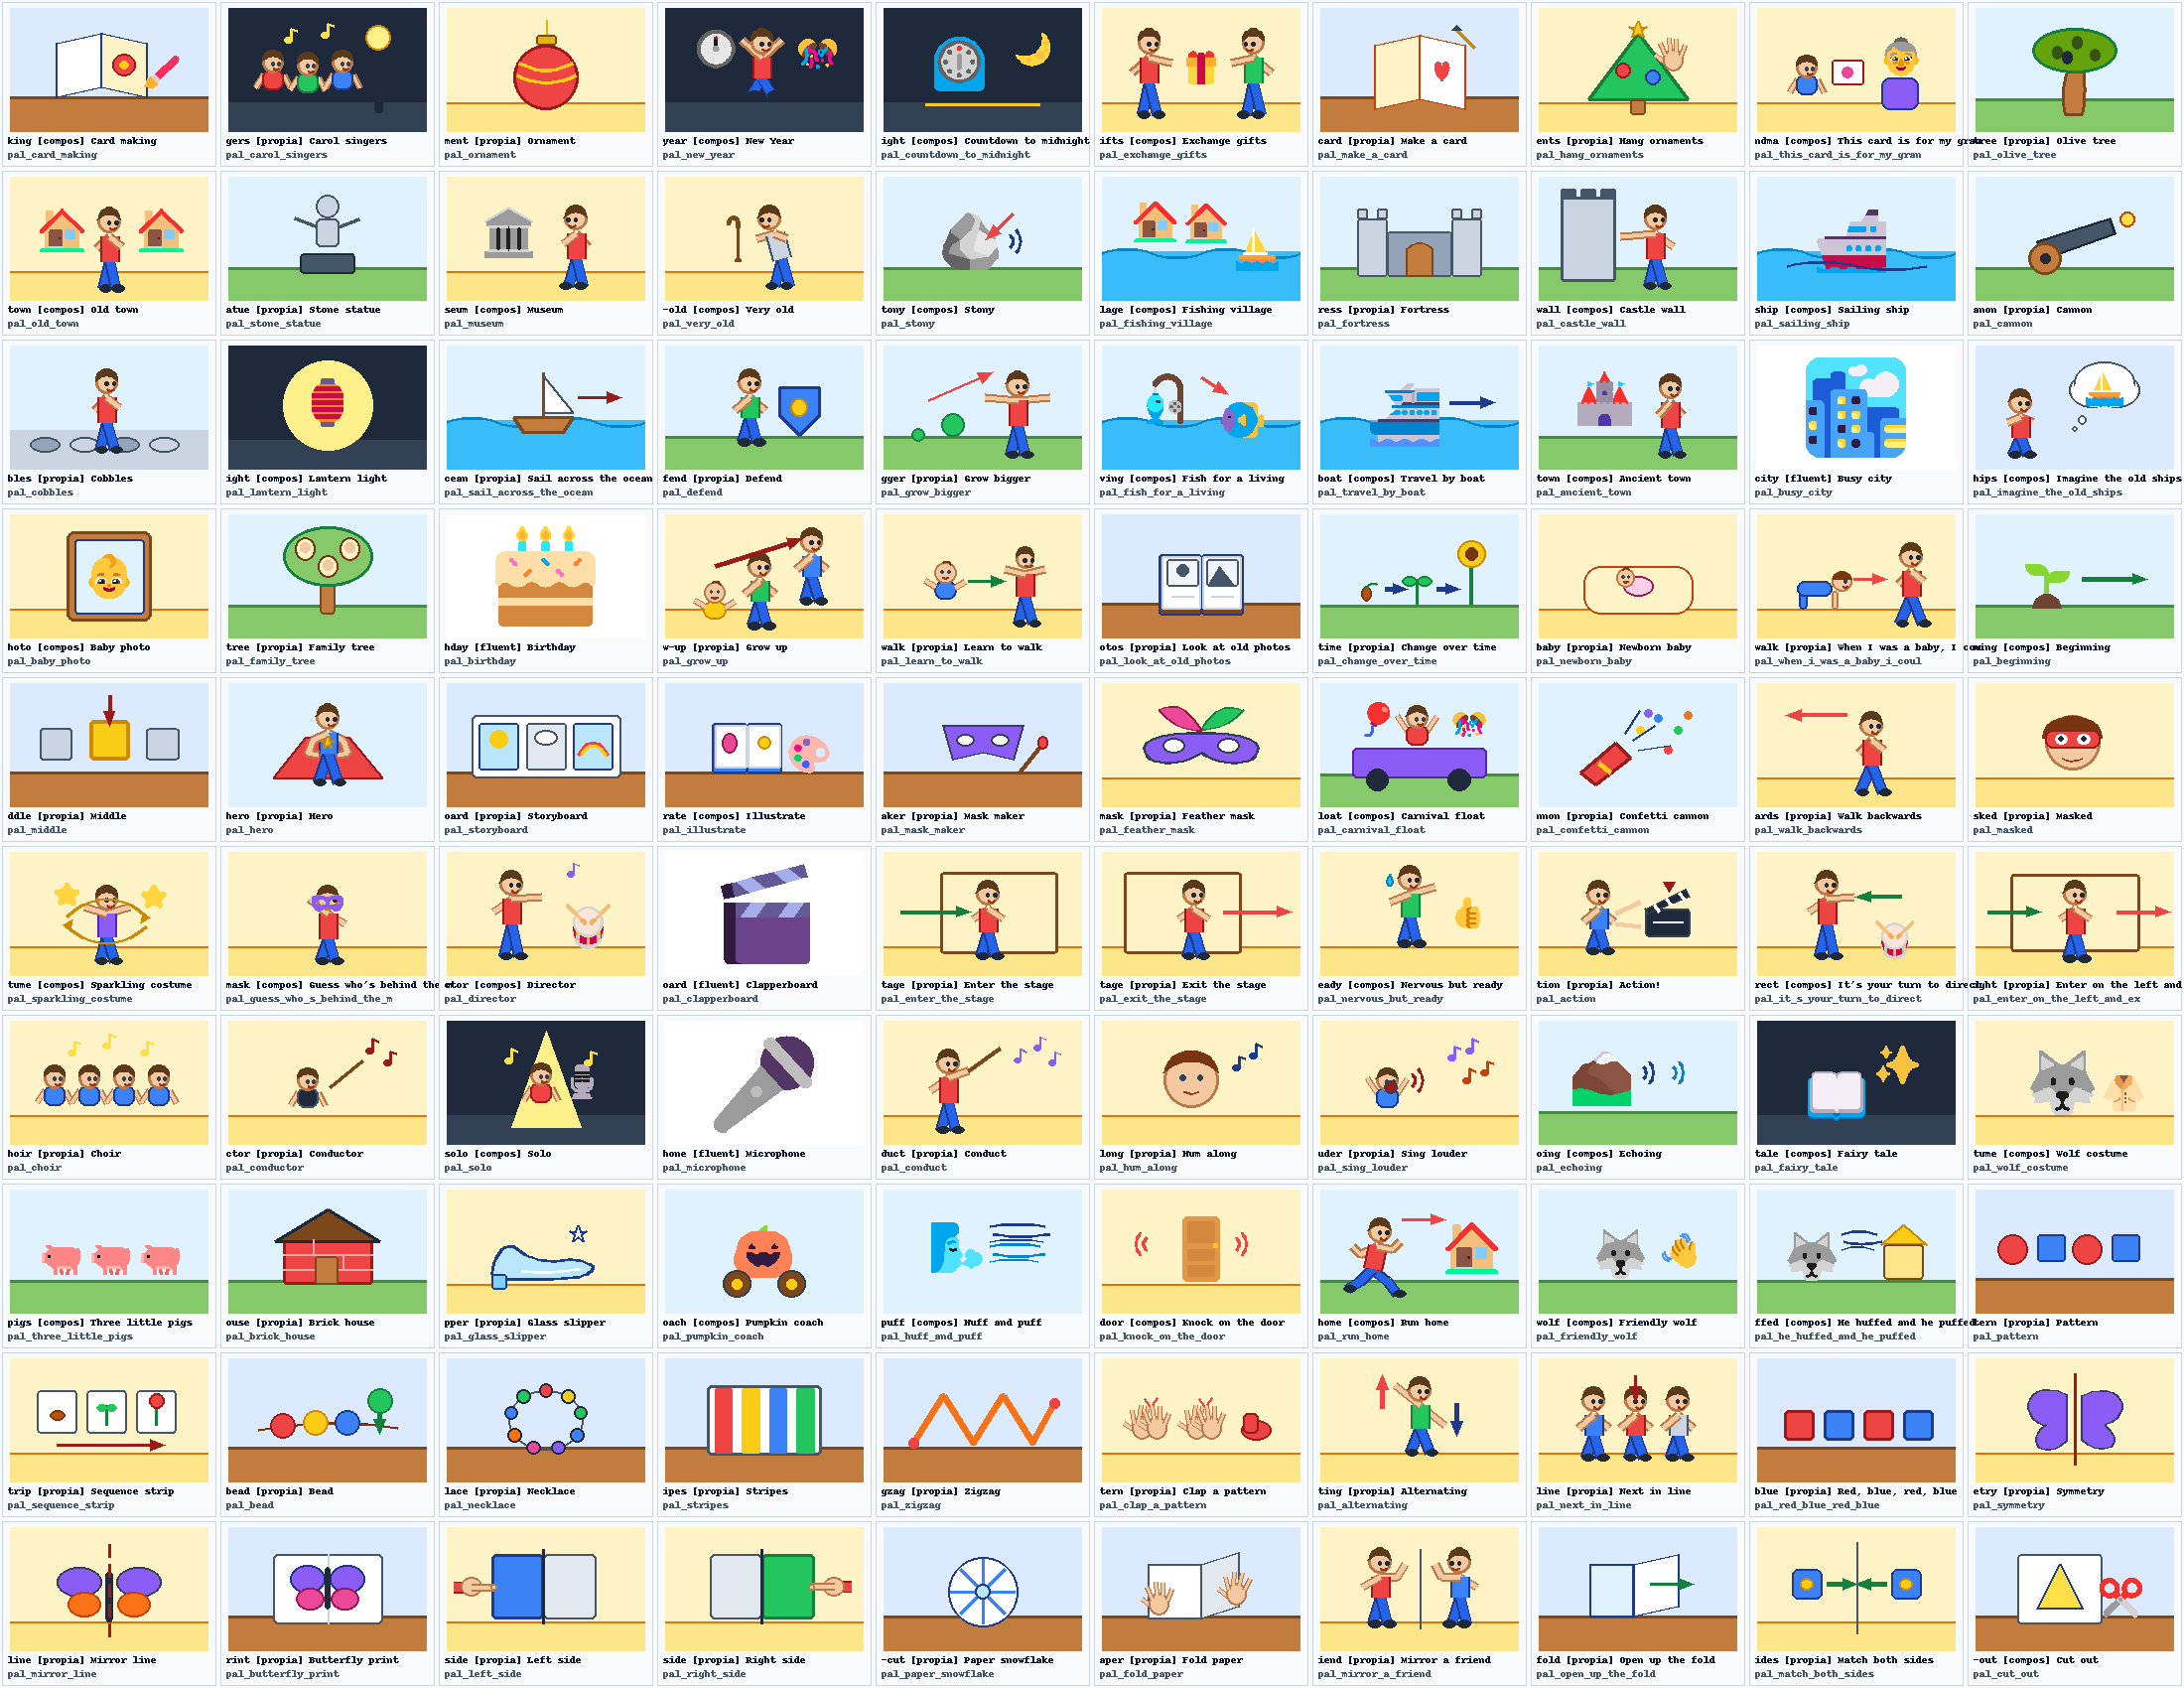 king [compos] Card making
pal_card_making
gers [propia] Carol singers
pal_carol_singers
ment [propia] Ornament
pal_ornament
year [compos] New Year
pal_new_year
ight [compos] Countdown to midnight
pal_countdown_to_midnight
ifts [compos] Exchange gifts
pal_exchange_gifts
card [propia] Make a card
pal_make_a_card
ents [propia] Hang ornaments
pal_hang_ornaments
ndma [compos] This card is for my gran
pal_this_card_is_for_my_gran
tree [propia] Olive tree
pal_olive_tree
town [compos] Old town
pal_old_town
atue [propia] Stone statue
pal_stone_statue
seum [compos] Museum
pal_museum
-old [compos] Very old
pal_very_old
tony [compos] Stony
pal_stony
lage [compos] Fishing village
pal_fishing_village
ress [propia] Fortress
pal_fortress
wall [compos] Castle wall
pal_castle_wall
ship [compos] Sailing ship
pal_sailing_ship
anon [propia] Cannon
pal_cannon
bles [propia] Cobbles
pal_cobbles
ight [compos] Lantern light
pal_lantern_light
cean [propia] Sail across the ocean
pal_sail_across_the_ocean
fend [propia] Defend
pal_defend
gger [propia] Grow bigger
pal_grow_bigger
ving [compos] Fish for a living
pal_fish_for_a_living
boat [compos] Travel by boat
pal_travel_by_boat
town [compos] Ancient town
pal_ancient_town
city [fluent] Busy city
pal_busy_city
hips [compos] Imagine the old ships
pal_imagine_the_old_ships
hoto [compos] Baby photo
pal_baby_photo
tree [propia] Family tree
pal_family_tree
hday [fluent] Birthday
pal_birthday
w-up [propia] Grow up
pal_grow_up
walk [propia] Learn to walk
pal_learn_to_walk
otos [propia] Look at old photos
pal_look_at_old_photos
time [propia] Change over time
pal_change_over_time
baby [propia] Newborn baby
pal_newborn_baby
walk [propia] When I was a baby, I
pal_when_i_was_a_baby_i_coul
ning [compos] Beginning
pal_beginning
ddle [propia] Middle
pal_middle
hero [propia] Hero
pal_hero
oard [propia] Storyboard
pal_storyboard
rate [compos] Illustrate
pal_illustrate
aker [propia] Mask maker
pal_mask_maker
mask [propia] Feather mask
pal_feather_mask
loat [compos] Carnival float
pal_carnival_float
nnon [propia] Confetti cannon
pal_confetti_cannon
ards [propia] Walk backwards
pal_walk_backwards
sked [propia] Masked
pal_masked
tume [compos] Sparkling costume
pal_sparkling_costume
mask [compos] Guess who's behind the
pal_guess_who_s_behind_the_m
ctor [compos] Director
pal_director
oard [fluent] Clapperboard
pal_clapperboard
tage [propia] Enter the stage
pal_enter_the_stage
tage [propia] Exit the stage
pal_exit_the_stage
eady [compos] Nervous but ready
pal_nervous_but_ready
tion [propia] Action!
pal_action
rect [compos] It's your turn to direct
pal_it_s_your_turn_to_direct
ight [propia] Enter on the left and
pal_enter_on_the_left_and_ex
hoir [propia] Choir
pal_choir
ctor [propia] Conductor
pal_conductor
solo [compos] Solo
pal_solo
hone [fluent] Microphone
pal_microphone
duct [propia] Conduct
pal_conduct
long [propia] Hum along
pal_hum_along
uder [propia] Sing louder
pal_sing_louder
oing [compos] Echoing
pal_echoing
tale [compos] Fairy tale
pal_fairy_tale
tume [compos] Wolf costume
pal_wolf_costume
pigs [compos] Three little pigs
pal_three_little_pigs
ouse [propia] Brick house
pal_brick_house
pper [propia] Glass slipper
pal_glass_slipper
oach [compos] Pumpkin coach
pal_pumpkin_coach
puff [compos] Huff and puff
pal_huff_and_puff
door [compos] Knock on the door
pal_knock_on_the_door
home [compos] Run home
pal_run_home
wolf [compos] Friendly wolf
pal_friendly_wolf
ffed [compos] He huffed and he puffed
pal_he_huffed_and_he_puffed
tern [propia] Pattern
pal_pattern
trip [propia] Sequence strip
pal_sequence_strip
bead [propia] Bead
pal_bead
lace [propia] Necklace
pal_necklace
ipes [propia] Stripes
pal_stripes
gzag [propia] Zigzag
pal_zigzag
tern [propia] Clap a pattern
pal_clap_a_pattern
ting [propia] Alternating
pal_alternating
line [propia] Next in line
pal_next_in_line
blue [propia] Red, blue, red, blue
pal_red_blue_red_blue
etry [propia] Symmetry
pal_symmetry
line [propia] Mirror line
pal_mirror_line
rint [propia] Butterfly print
pal_butterfly_print
side [propia] Left side
pal_left_side
side [propia] Right side
pal_right_side
-cut [propia] Paper snowflake
pal_paper_snowflake
aper [propia] Fold paper
pal_fold_paper
iend [propia] Mirror a friend
pal_mirror_a_friend
fold [propia] Open up the fold
pal_open_up_the_fold
ides [propia] Match both sides
pal_match_both_sides
-out [compos] Cut out
pal_cut_out